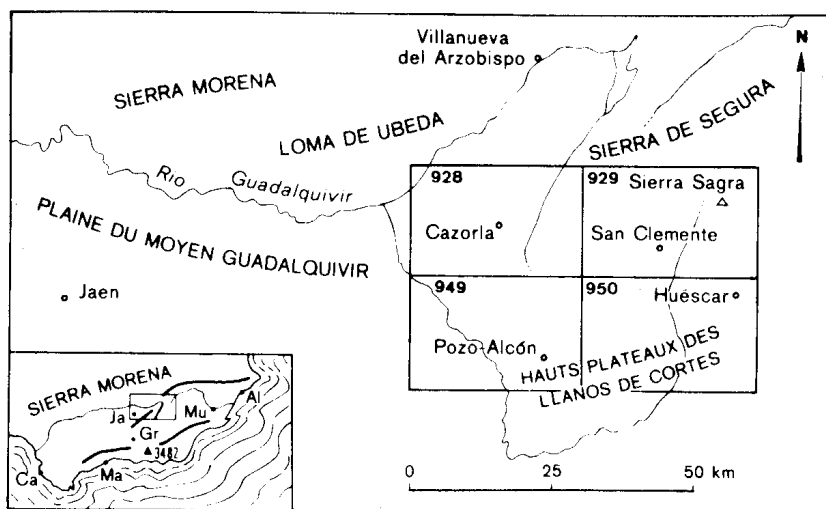 Villanueva
del Arzobispo
N
SIERRA MORENA
LOMA DE UBEDA
SIERRA DE SEGURA
Rio Guadalquivir
928
929
Sierra Sagra
PLAINE DU MOYEN GUADALQUIVIR
Cazorla
San Clemente
Jaen
949
950
Huéscar
Pozo-Alcón
HAUTS PLATEAUX DES
LLANOS DE CORTES
SIERRA MORENA
Al
Ja
Mu
Gr
3482
Ca
Ma
0 50 km